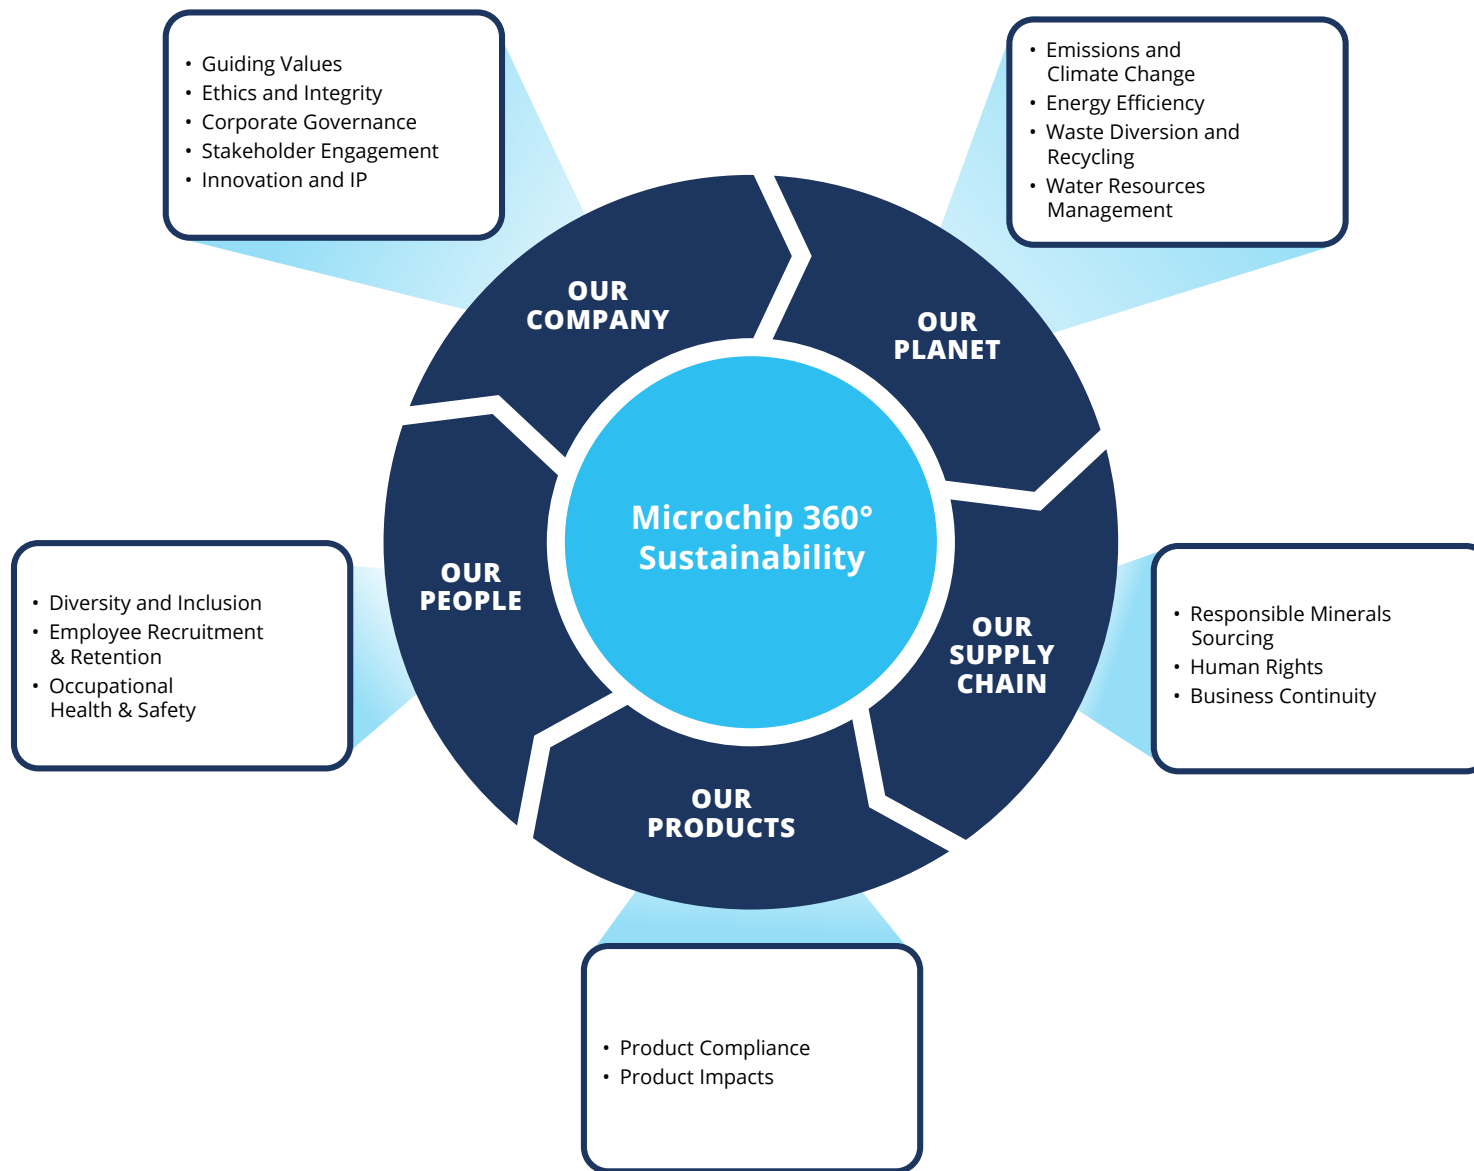 • Guiding Values
• Ethics and Integrity
• Corporate Governance
• Stakeholder Engagement
• Innovation and IP
• Emissions and
Climate Change
• Energy Efficiency
• Waste Diversion and
Recycling
• Water Resources
Management
OUR
COMPANY
OUR
PLANET
Microchip 360°
Sustainability
OUR
PEOPLE
OUR
SUPPLY
CHAIN
OUR
PRODUCTS
• Diversity and Inclusion
• Employee Recruitment
& Retention
• Occupational
Health & Safety
• Responsible Minerals
Sourcing
• Human Rights
• Business Continuity
• Product Compliance
• Product Impacts